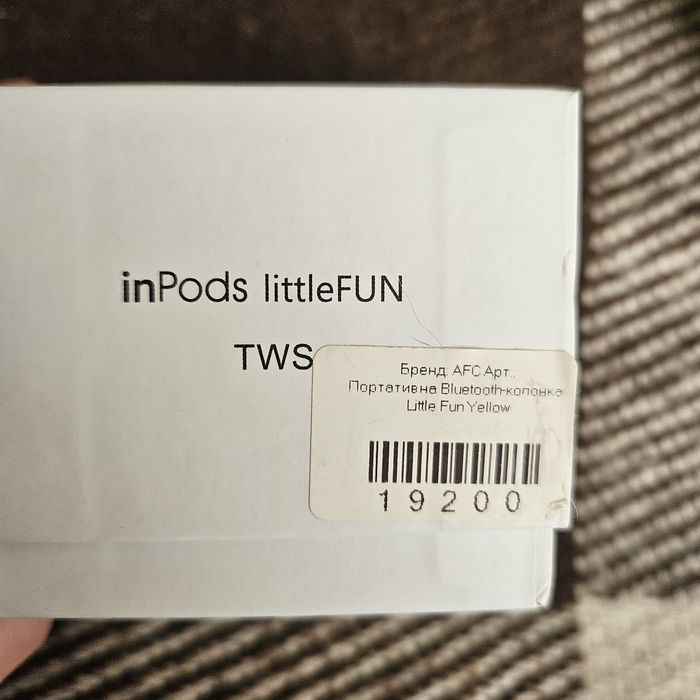 inPods littleFUN
TWS
Бренд: AFC Арт.:
Портативна Bluetooth-колонка
Little Fun Yellow
19200